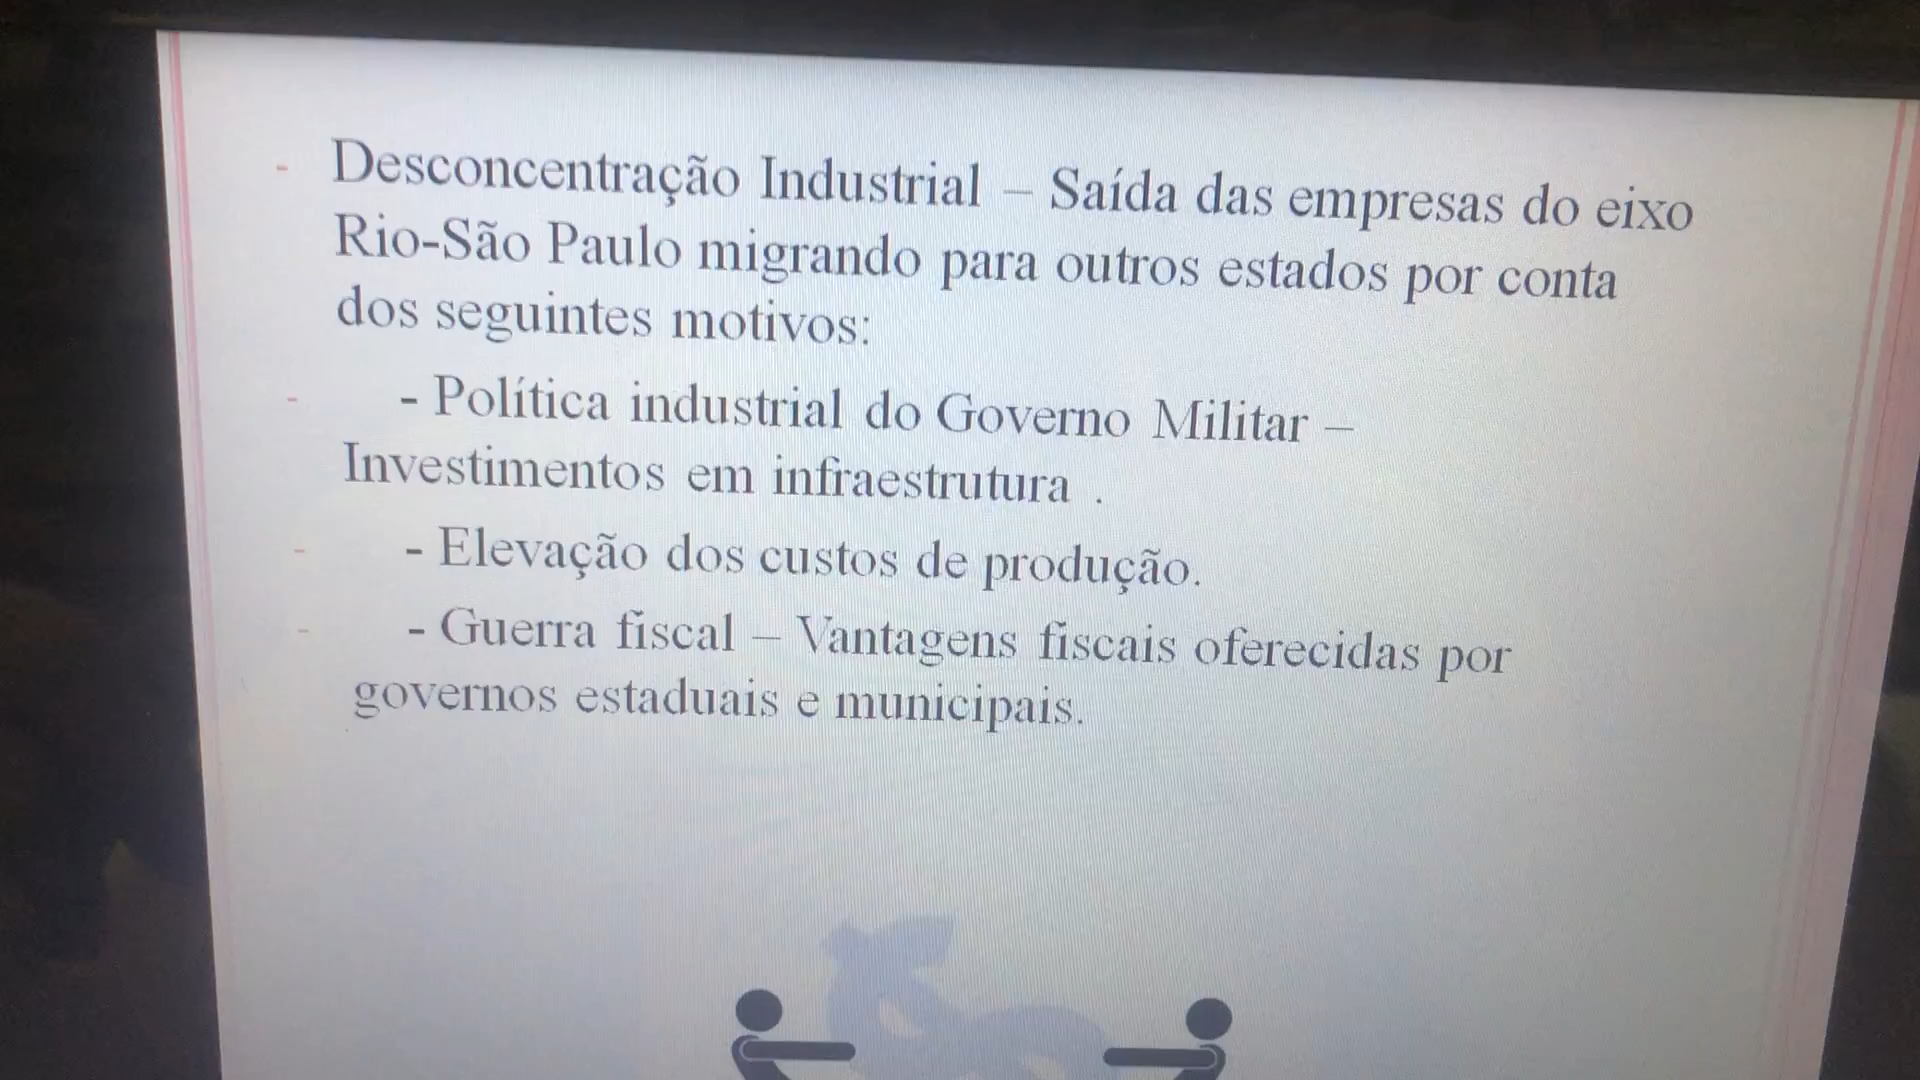 - Desconcentração Industrial – Saída das empresas do eixo
Rio-São Paulo migrando para outros estados por conta
dos seguintes motivos:
- - Política industrial do Governo Militar –
Investimentos em infraestrutura .
- - Elevação dos custos de produção.
- - Guerra fiscal – Vantagens fiscais oferecidas por
governos estaduais e municipais.